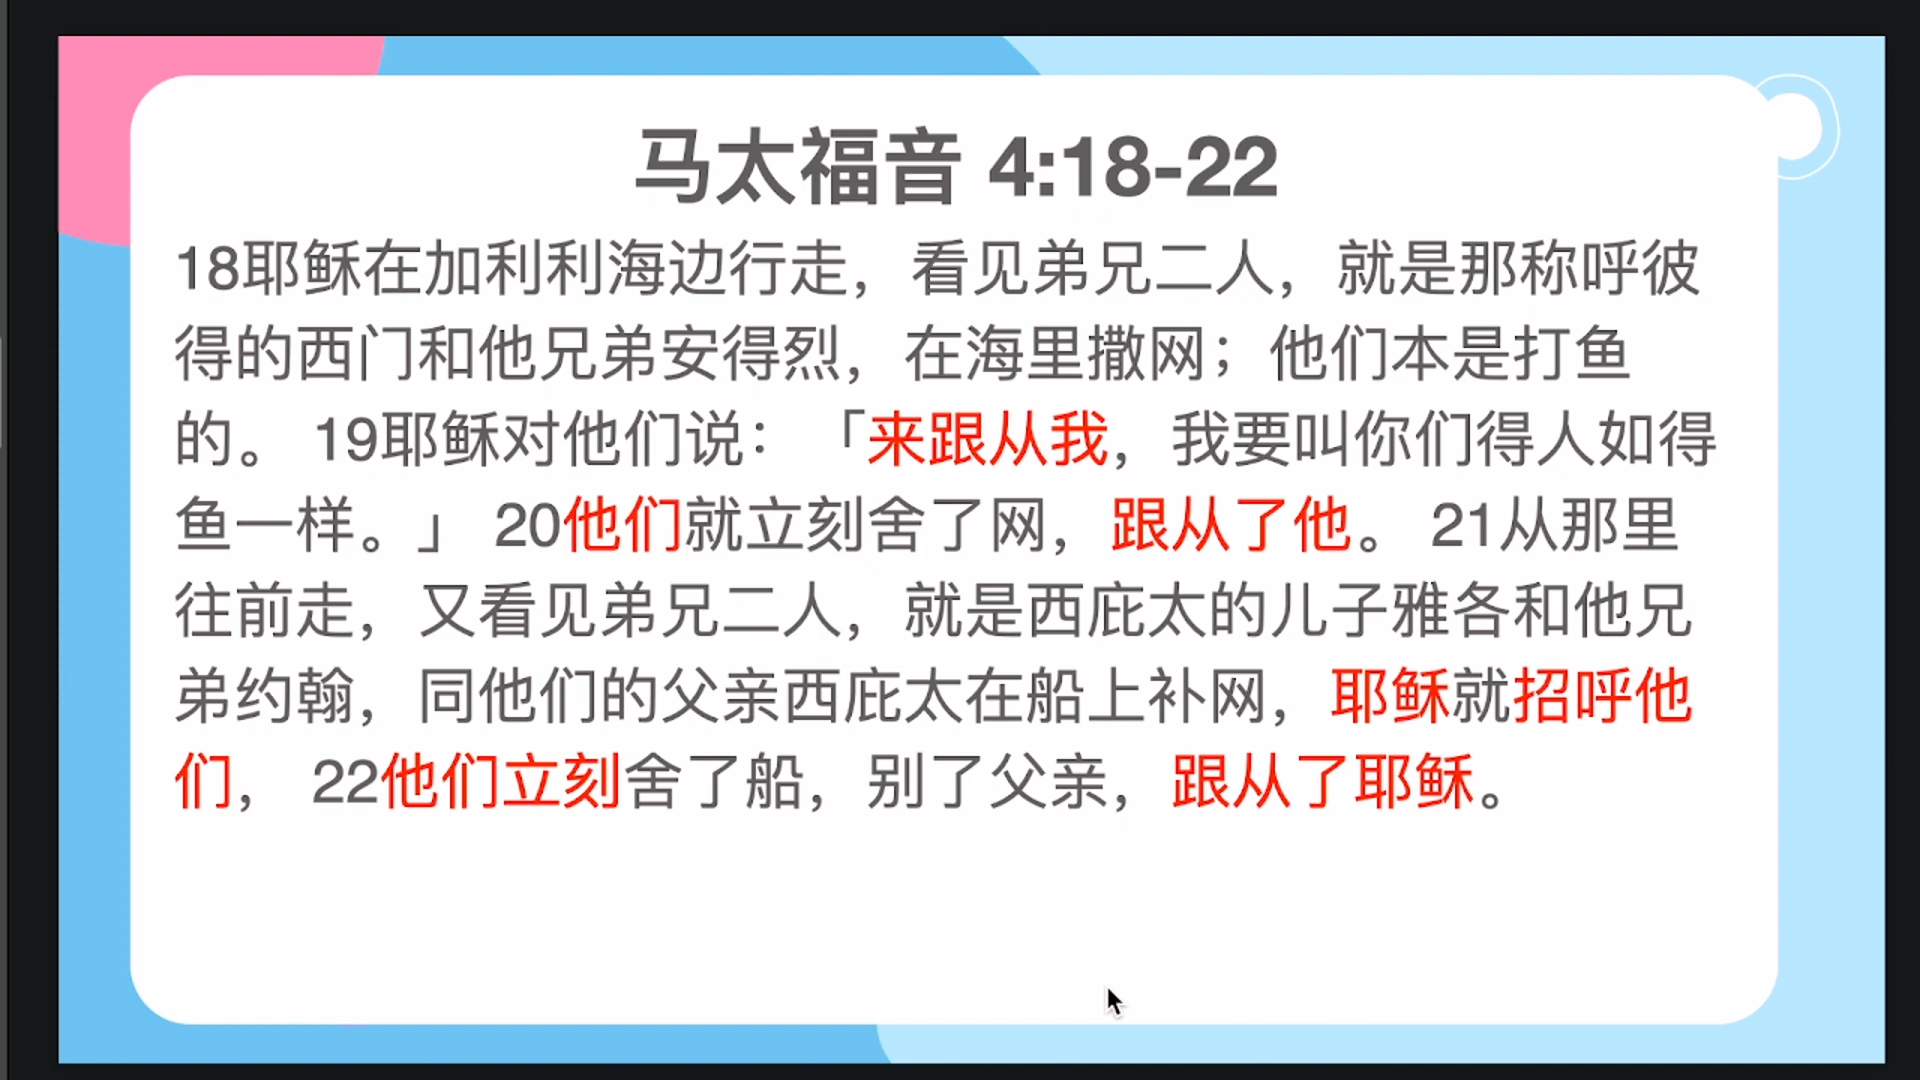 马太福音 4:18-22
18耶稣在加利利海边行走，看见弟兄二人，就是那称呼彼
得的西门和他兄弟安得烈，在海里撒网；他们本是打鱼
的。 19耶稣对他们说：「来跟从我，我要叫你们得人如得
鱼一样。」 20他们就立刻舍了网，跟从了他。 21从那里
往前走，又看见弟兄二人，就是西庇太的儿子雅各和他兄
弟约翰，同他们的父亲西庇太在船上补网，耶稣就招呼他
们， 22他们立刻舍了船，别了父亲，跟从了耶稣。